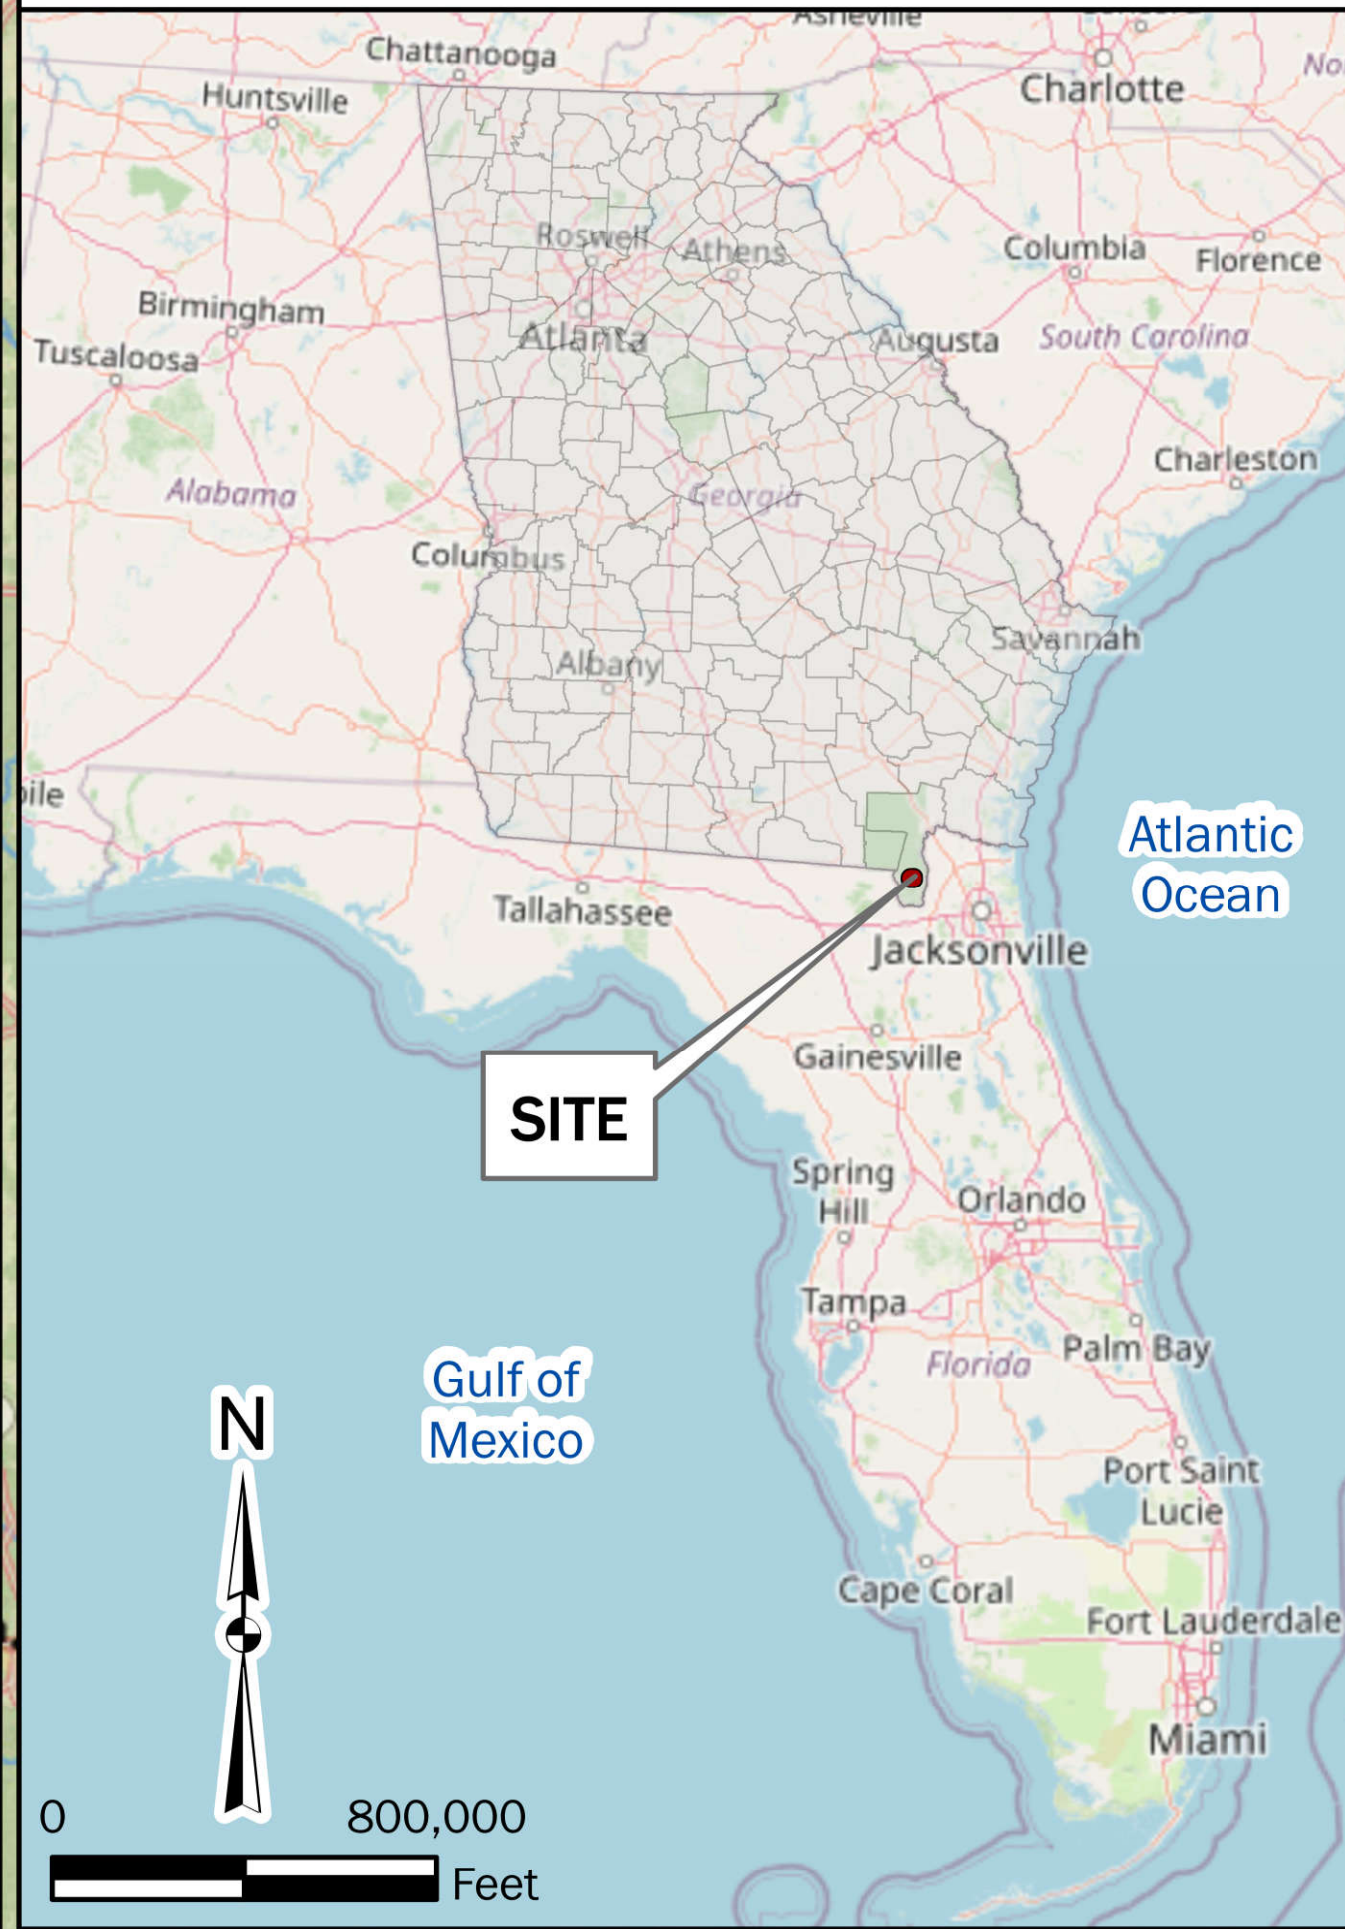 Asheville
Chattanooga
Charlotte
Huntsville
Roswell
Athens
Columbia
Florence
Birmingham
Atlanta
Augusta
South Carolina
Tuscaloosa
Charleston
Alabama
Georgia
Columbus
Savannah
Albany
Atlantic
Ocean
Tallahassee
Jacksonville
Gainesville
SITE
Spring
Hill
Orlando
Tampa
Palm Bay
Florida
Gulf of
Mexico
N
Port Saint
Lucie
Cape Coral
Fort Lauderdale
Miami
0 800,000
Feet